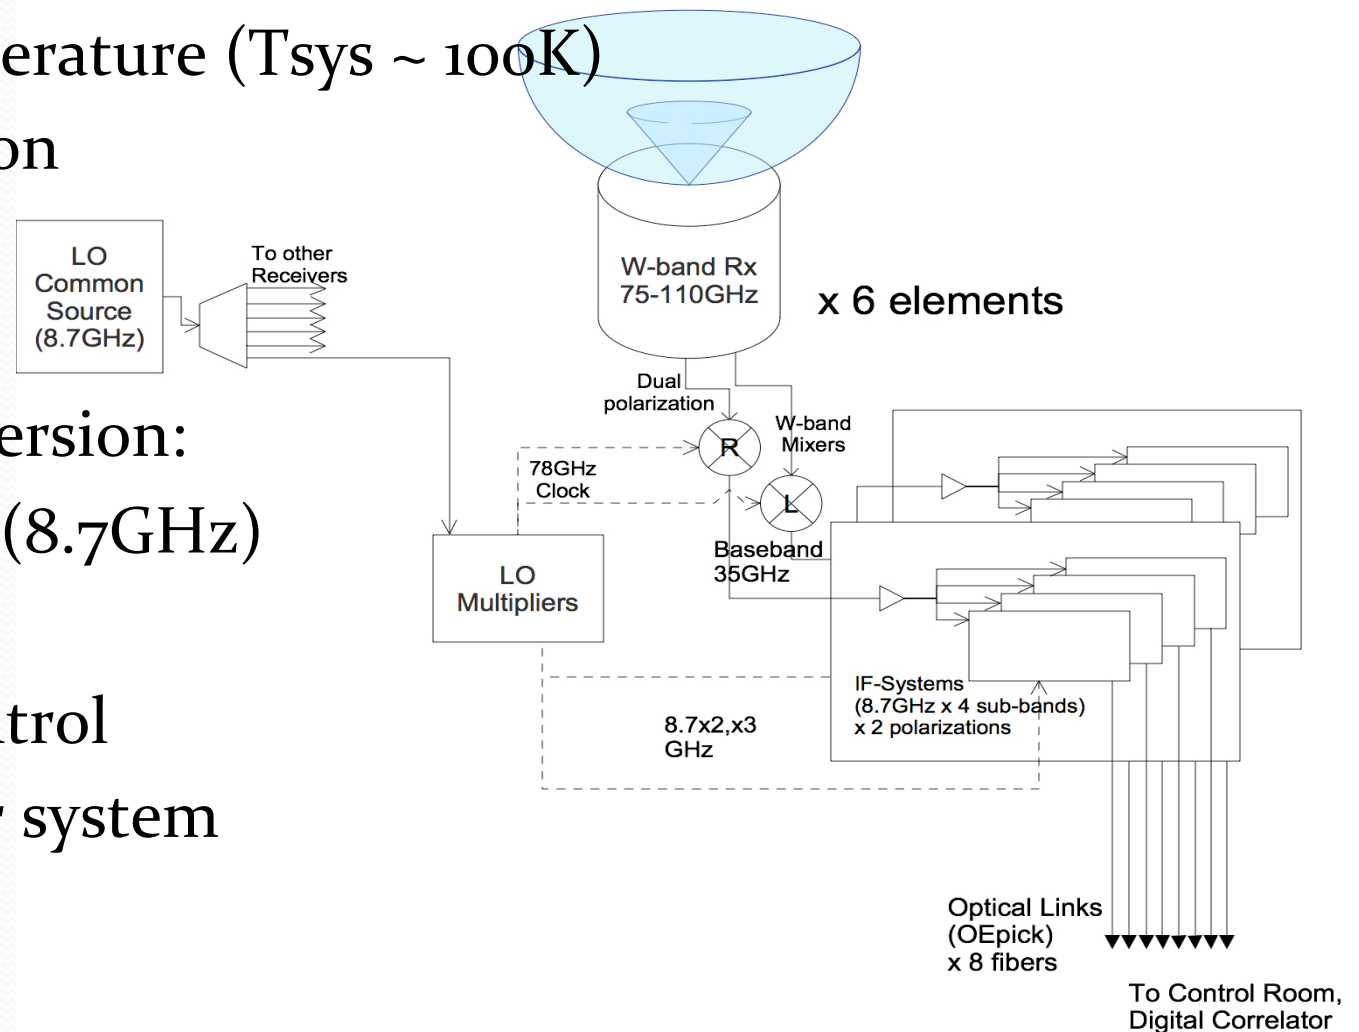 erature (Tsys ~ 100K)
on
LO
Common
Source
(8.7GHz)
To other
Receivers
W-band Rx
75-110GHz
x 6 elements
Dual
polarization
W-band
Mixers
R
L
78GHz
Clock
ersion:
(8.7GHz)
Baseband
35GHz
LO
Multipliers
IF-Systems
(8.7GHz x 4 sub-bands)
x 2 polarizations
8.7x2,x3
GHz
ntrol
r system
Optical Links
(OEpick)
x 8 fibers
To Control Room,
Digital Correlator